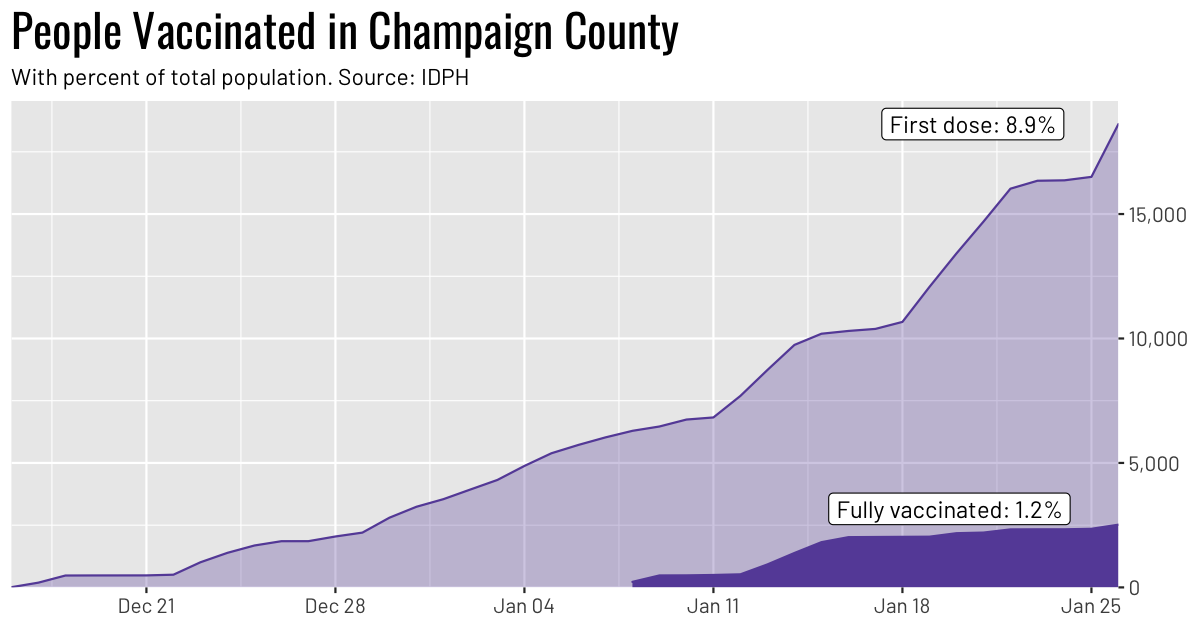 People Vaccinated in Champaign County
With percent of total population. Source: IDPH
First dose: 8.9%
15,000
10,000
5,000
Fully vaccinated: 1.2%
0
Dec 21 Dec 28 Jan 04 Jan 11 Jan 18 Jan 25